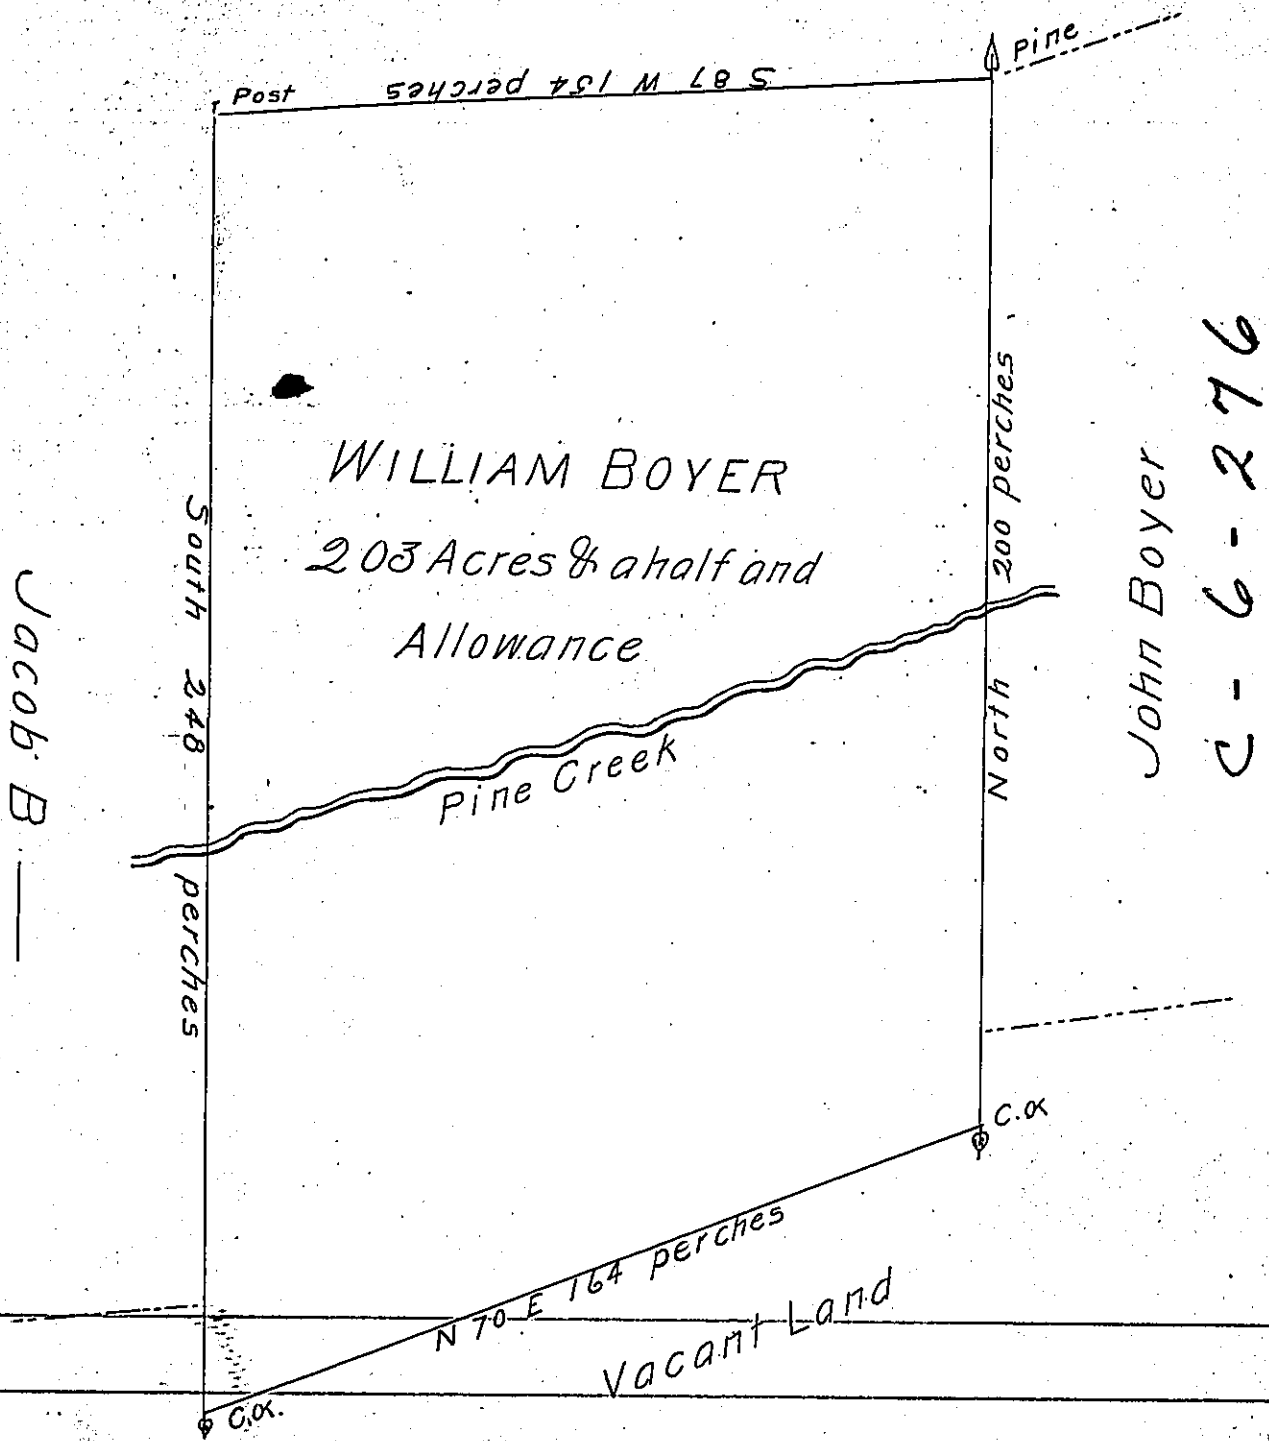 Pine
Post
S 87 W 154 perches
WILLIAM BOYER
203 Acres & a half and
Allowance
Pine Creek
South 248 perches
North 200 perches
Jacob B
John Boyer
C-6-276
C.O.
N 70 E 164 perches
Vacant Land
C.O.